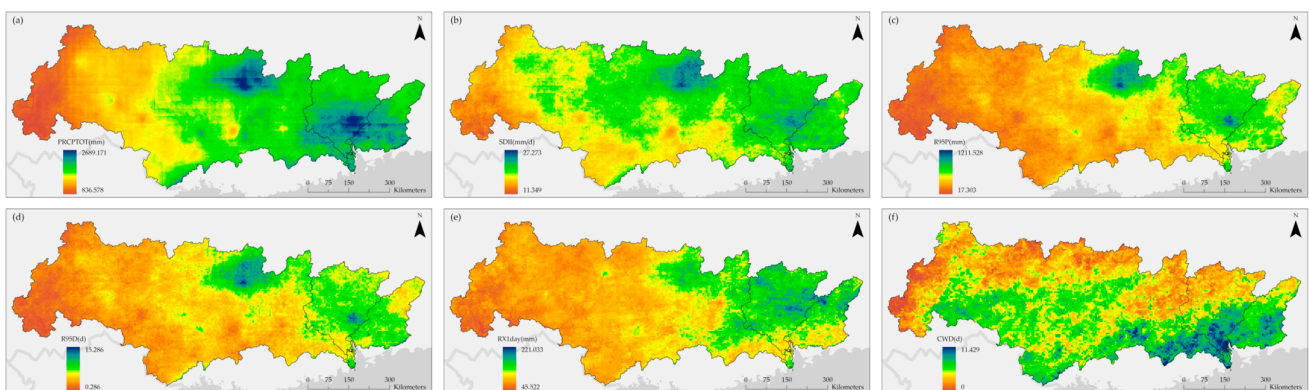 (a)
N
PRCPTOT(mm)
2689.171
836.578
0 75 150 300
Kilometers
(b)
N
SDII(mm/d)
27.273
11.349
0 75 150 300
Kilometers
(c)
N
R95P(mm)
1211.528
17.303
0 75 150 300
Kilometers
(d)
N
R95D(d)
15.286
0.286
0 75 150 300
Kilometers
(e)
N
RX1day(mm)
221.033
45.522
0 75 150 300
Kilometers
(f)
N
CWD(d)
11.429
0
0 75 150 300
Kilometers